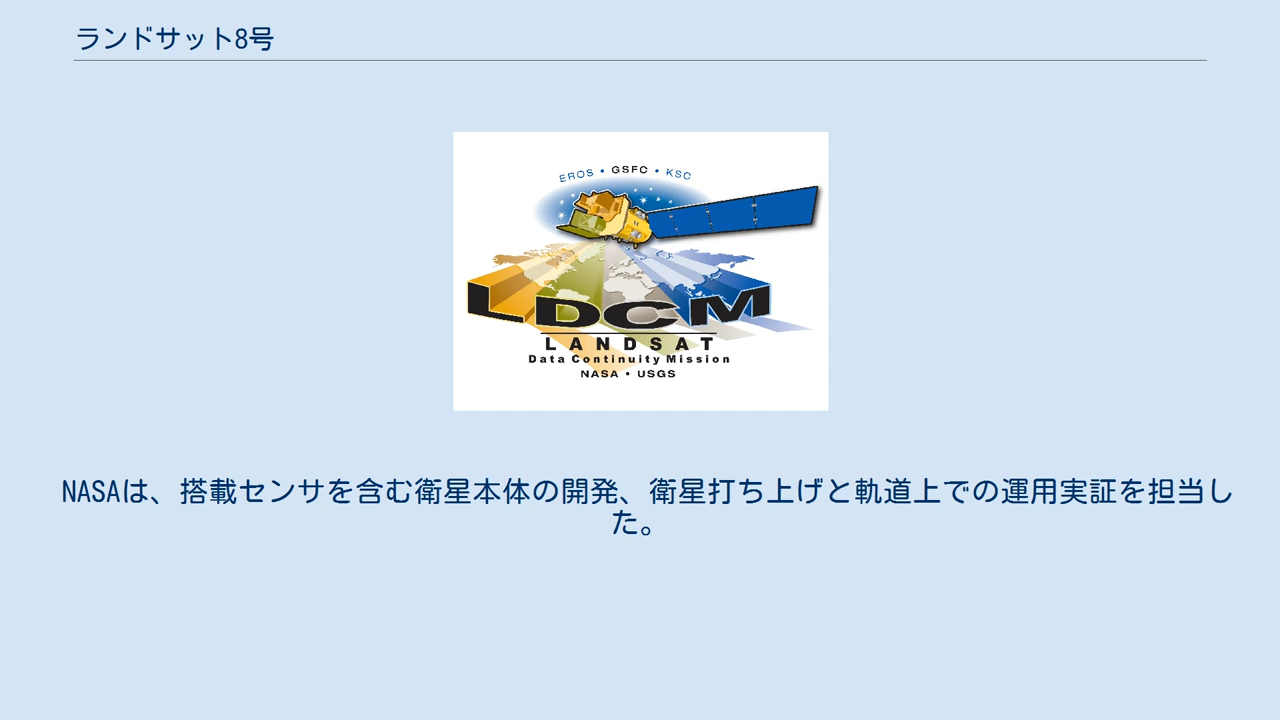 ランドサット8号
EROS • GSFC • KSC
LDCM
LANDSAT
Data Continuity Mission
NASA • USGS
NASAは、搭載センサを含む衛星本体の開発、衛星打ち上げと軌道上での運用実証を担当し
た。